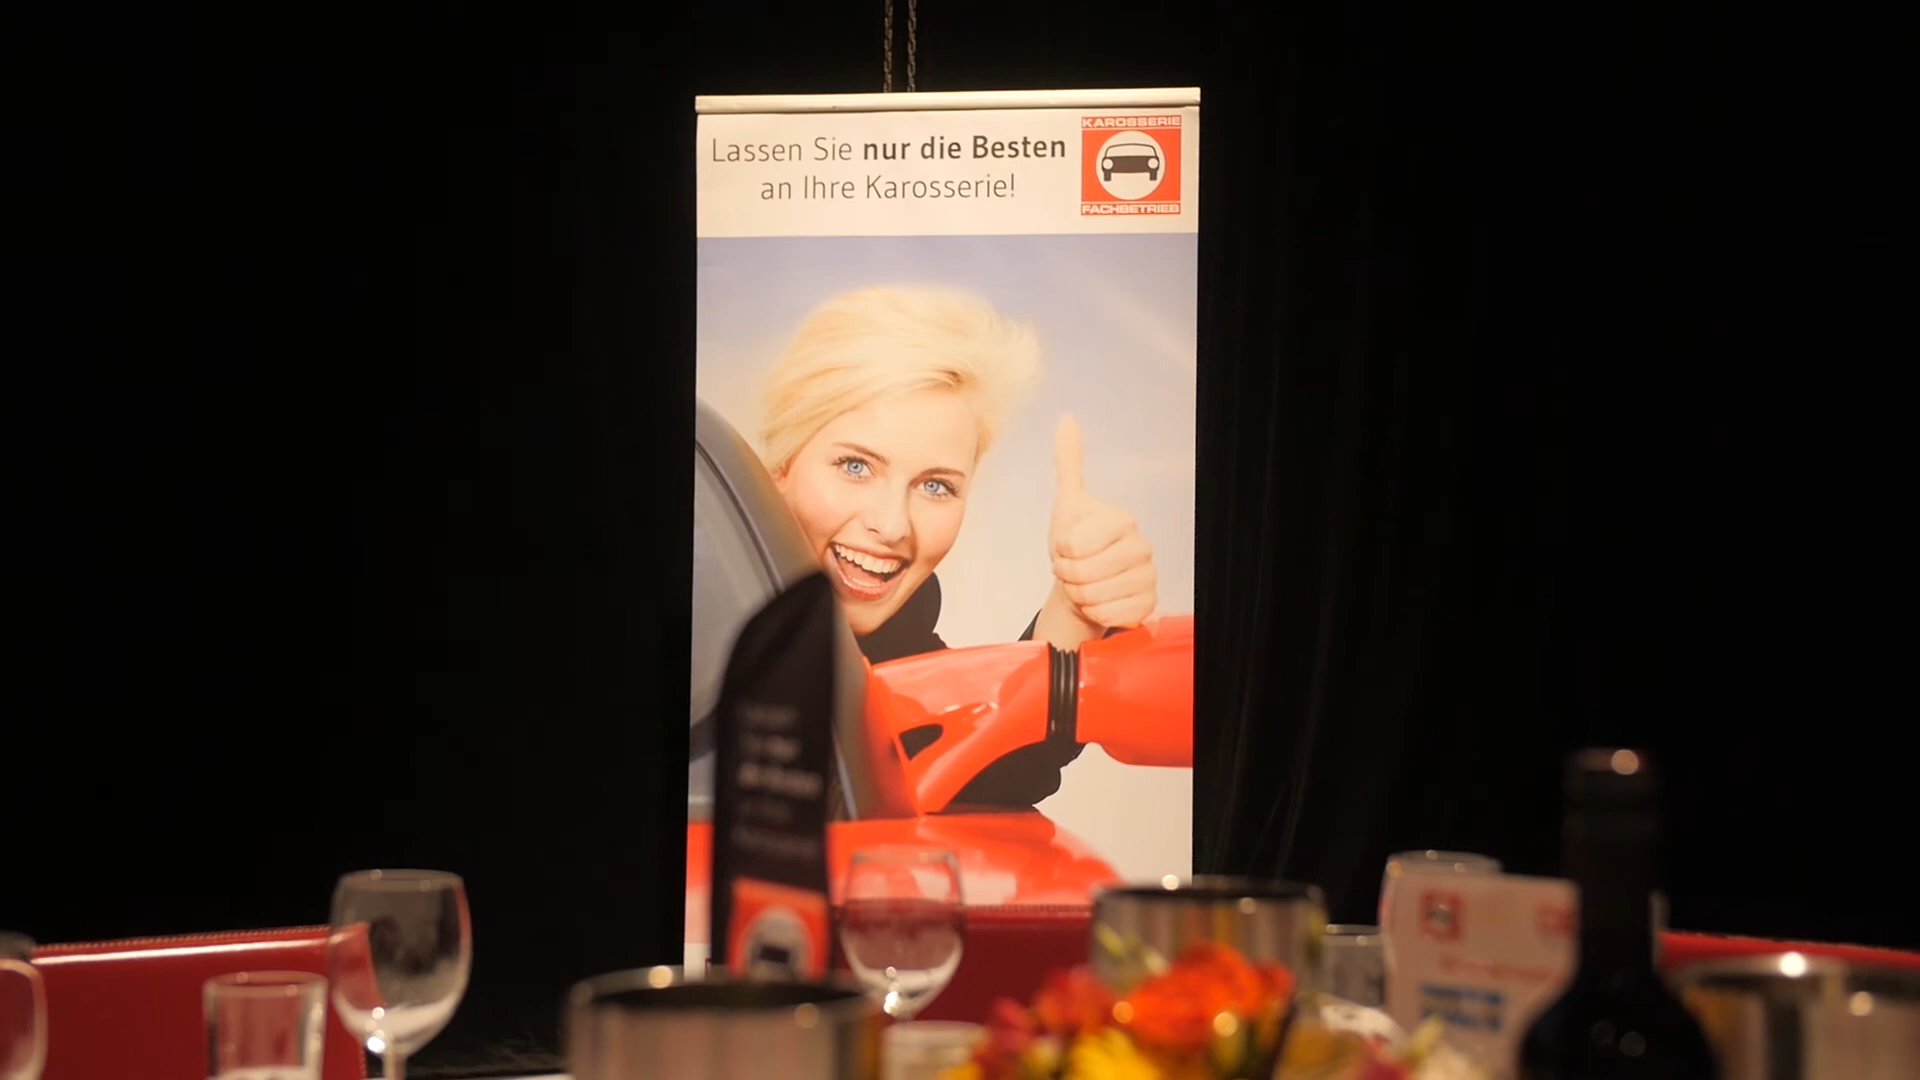 Lassen Sie nur die Besten
an Ihre Karosserie!
KAROSSERIE
FACHBETRIEB